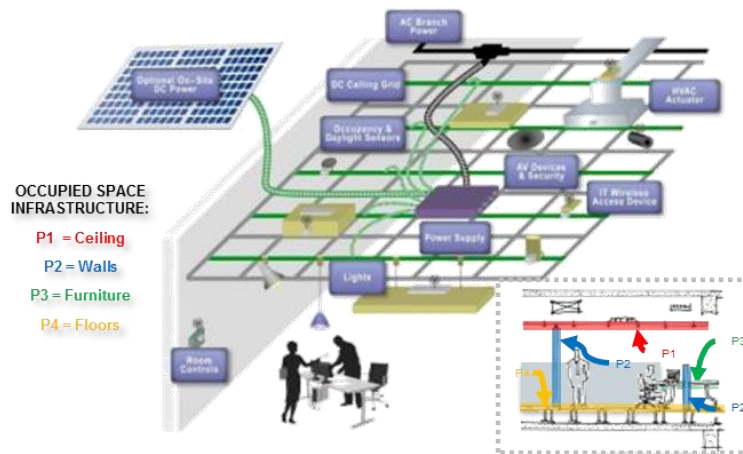 AC Branch
Power
Optional On-Site
DC Power
DC Ceiling Grid
HVAC
Actuator
Occupancy &
Daylight Sensors
AV Devices
& Security
IT Wireless
Access Device
OCCUPIED SPACE
INFRASTRUCTURE:
P1 = Ceiling
P2 = Walls
P3 = Furniture
P4 = Floors
Power Supply
Lights
Room
Controls
P1
P2
P3
P4
P2